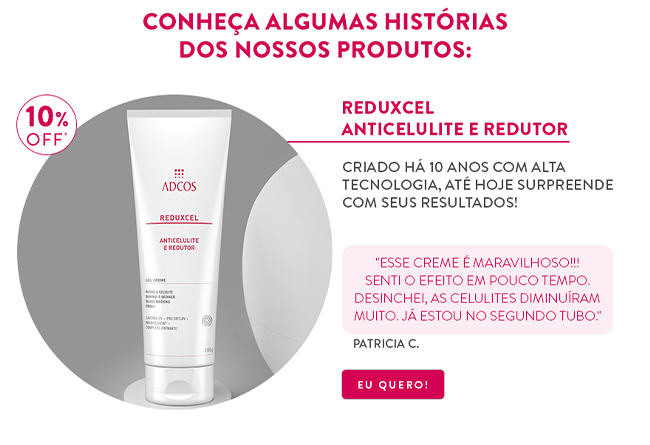 CONHEÇA ALGUMAS HISTÓRIAS
DOS NOSSOS PRODUTOS:
10%
OFF*
REDUXCEL
ANTICELULITE E REDUTOR
CRIADO HÁ 10 ANOS COM ALTA
TECNOLOGIA, ATÉ HOJE SURPREENDE
COM SEUS RESULTADOS!
"ESSE CREME É MARAVILHOSO!!!
SENTI O EFEITO EM POUCO TEMPO.
DESINCHEI, AS CELULITES DIMINUÍRAM
MUITO. JÁ ESTOU NO SEGUNDO TUBO."
PATRICIA C.
EU QUERO!
ADCOS
REDUXCEL
ANTICELULITE
E REDUTOR
GEL CREME